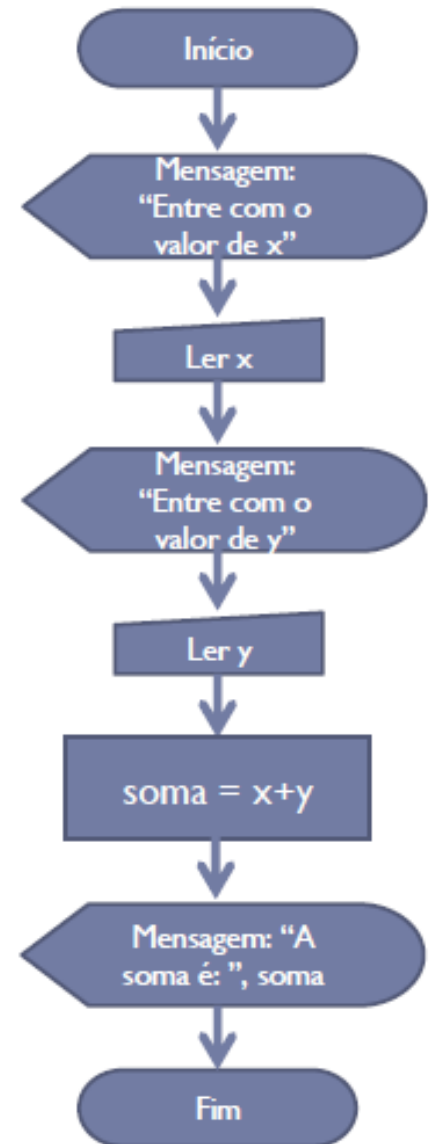 Início
Mensagem:
“Entre com o
valor de x”
Ler x
Mensagem:
“Entre com o
valor de y”
Ler y
soma = x+y
Mensagem: “A
soma é: ”, soma
Fim